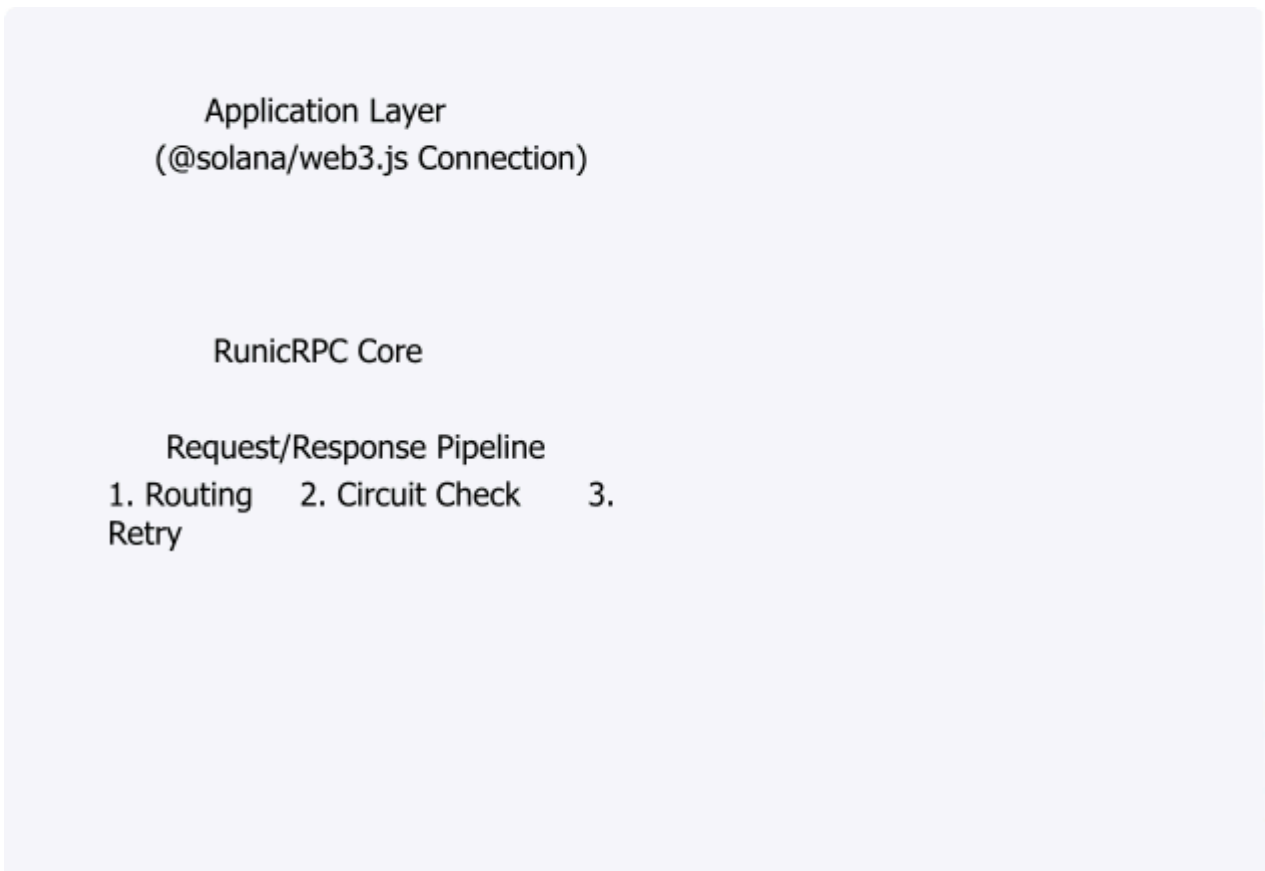 Application Layer
(@solana/web3.js Connection)
RunicRPC Core
Request/Response Pipeline
1. Routing 2. Circuit Check 3.
Retry